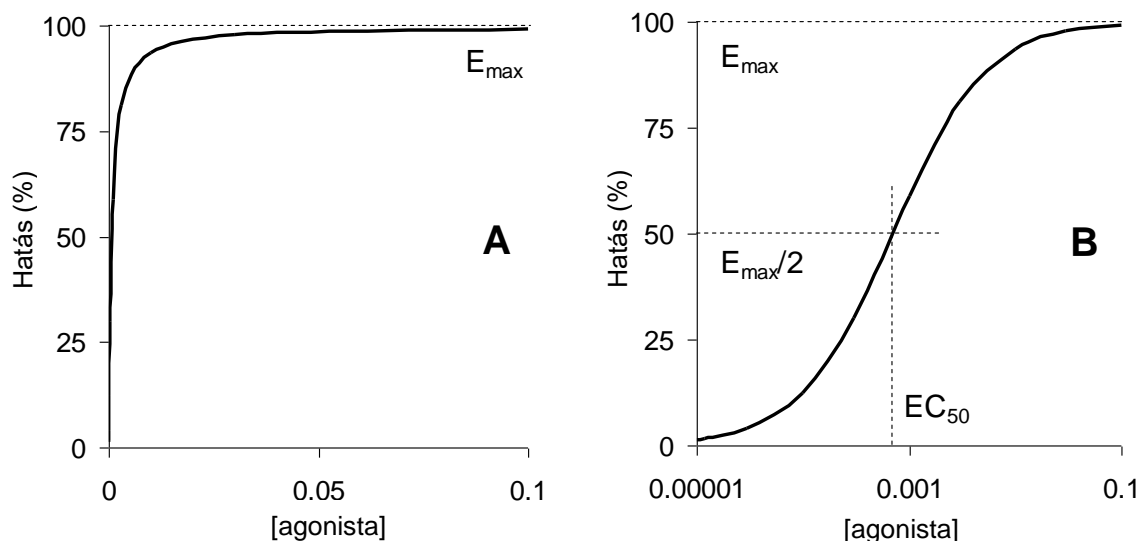 100
75
50
25
0
Hatás (%)
E_max
A
0
0.05
0.1
[agonista]
100
75
50
25
0
Hatás (%)
E_max
E_max/2
B
EC_50
0.00001
0.001
0.1
[agonista]